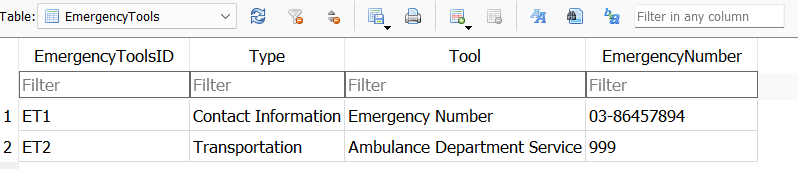 Table: EmergencyTools Filter in any column
EmergencyToolsID Type Tool EmergencyNumber
Filter Filter Filter Filter
1 ET1 Contact Information Emergency Number 03-86457894
2 ET2 Transportation Ambulance Department Service 999